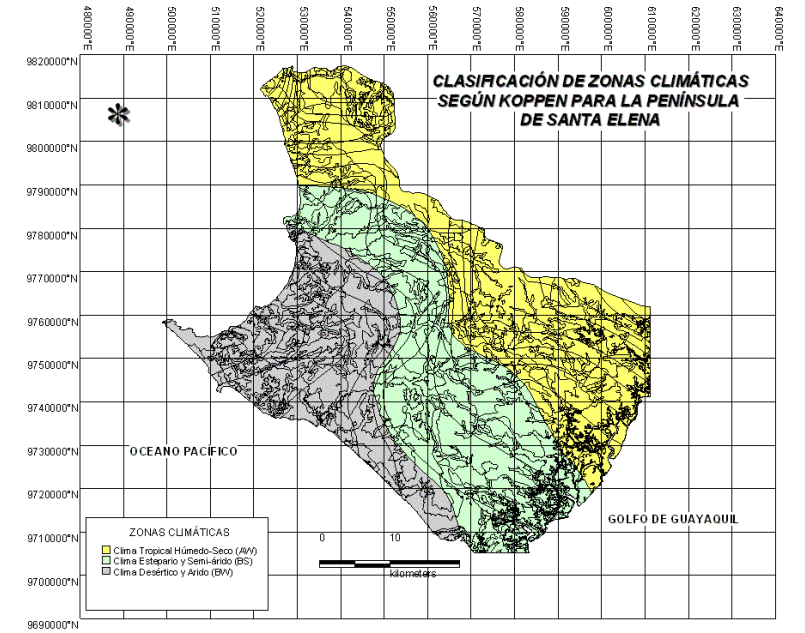 480000°E 490000°E 500000°E 510000°E 520000°E 530000°E 540000°E 550000°E 560000°E 570000°E 580000°E 590000°E 600000°E 610000°E 620000°E 630000°E 640000°E
9820000°N
CLASIFICACIÓN DE ZONAS CLIMÁTICAS
SEGÚN KOPPEN PARA LA PENÍNSULA
DE SANTA ELENA
9810000°N
9800000°N
9790000°N
9780000°N
9770000°N
9760000°N
9750000°N
9740000°N
9730000°N
OCEANO PACIFICO
9720000°N
GOLFO DE GUAYAQUIL
9710000°N
9700000°N
9690000°N
ZONAS CLIMÁTICAS
Clima Tropical Húmedo-Seco (AW)
Clima Estepario y Semi-árido (BS)
Clima Desértico y Arido (BW)
0 10
kilometers